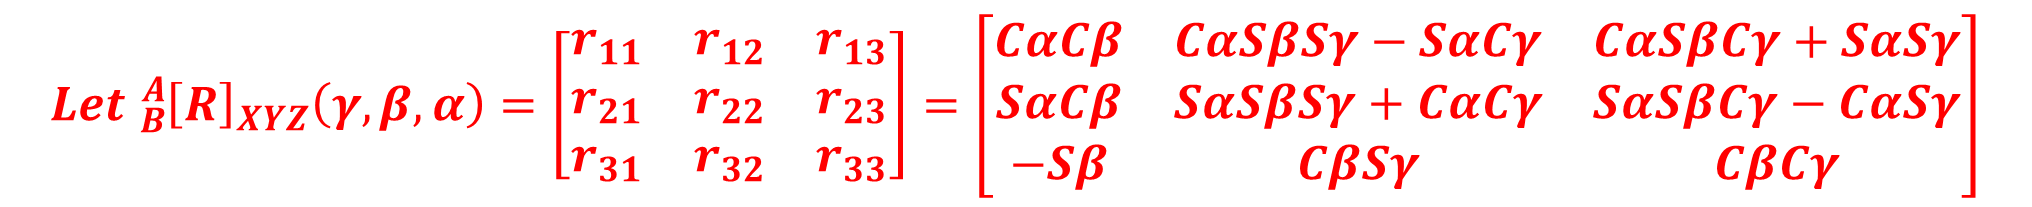 Let ᴬ_B[R]_XYZ(γ, β, α) = [r₁₁ r₁₂ r₁₃ r₂₁ r₂₂ r₂₃ r₃₁ r₃₂ r₃₃] = [CαCβ CαSβSγ − SαCγ CαSβCγ + SαSγ SαCβ SαSβSγ + CαCγ SαSβCγ − CαSγ −Sβ CβSγ CβCγ]